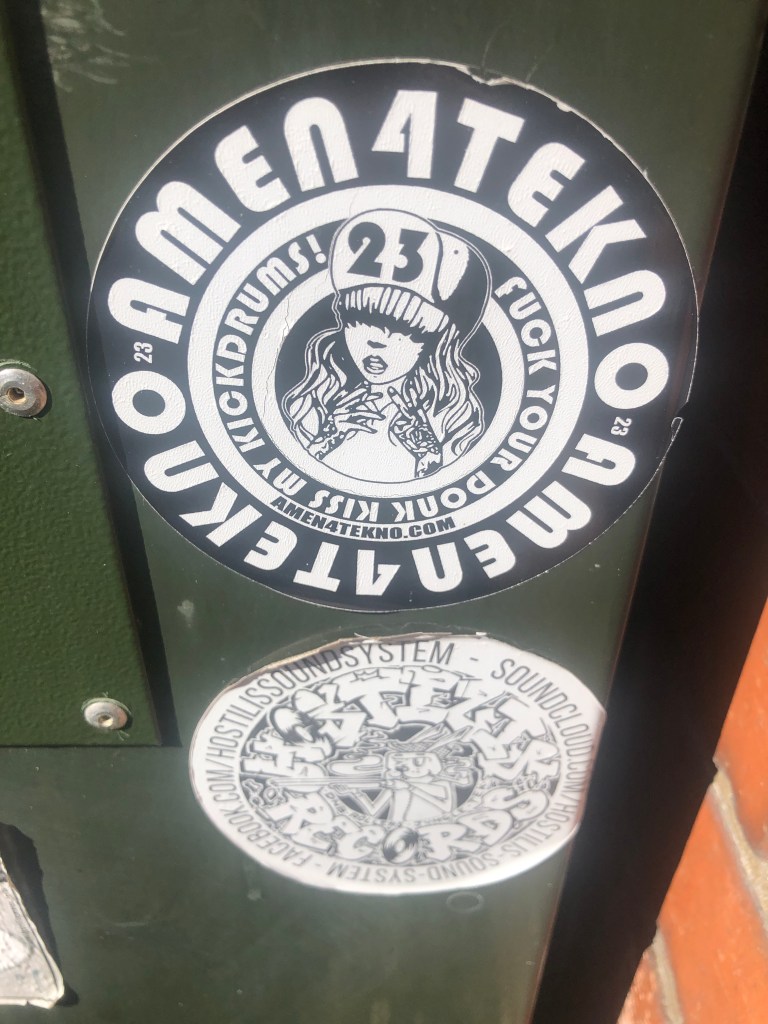 AMEN4TEKNO
23
AMEN4TEKNO
23
FUCK YOUR DONK KISS MY KICKDRUMS!
23
AMEN4TEKNO.COM
FACEBOOK.COM/HOSTILISSOUNDSYSTEM - SOUNDCLOUD.COM/HOSTILIS-SOUND-SYSTEM -
RECORDS